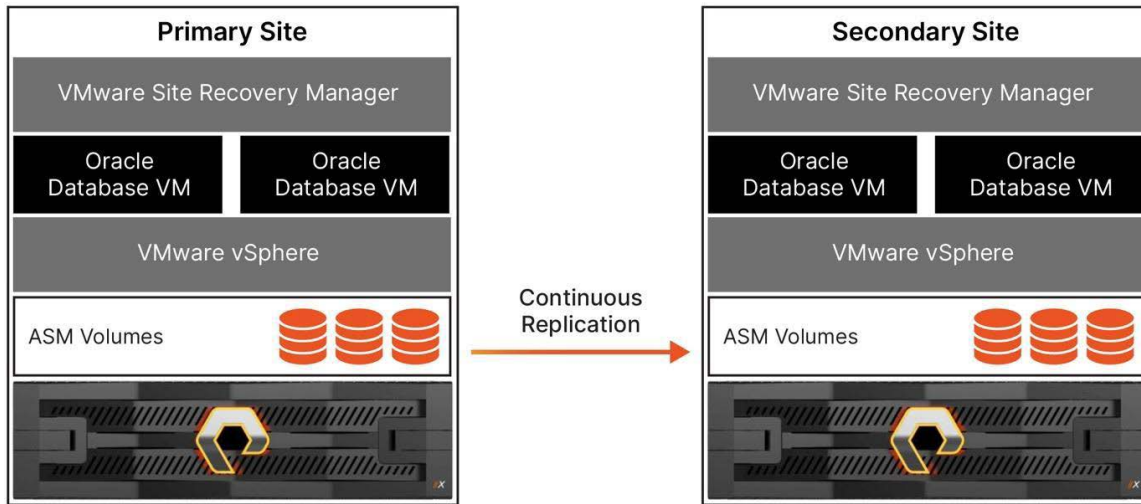 Primary Site
VMware Site Recovery Manager
Oracle
Database VM
Oracle
Database VM
VMware vSphere
ASM Volumes
//X
Continuous
Replication
Secondary Site
VMware Site Recovery Manager
Oracle
Database VM
Oracle
Database VM
VMware vSphere
ASM Volumes
//X